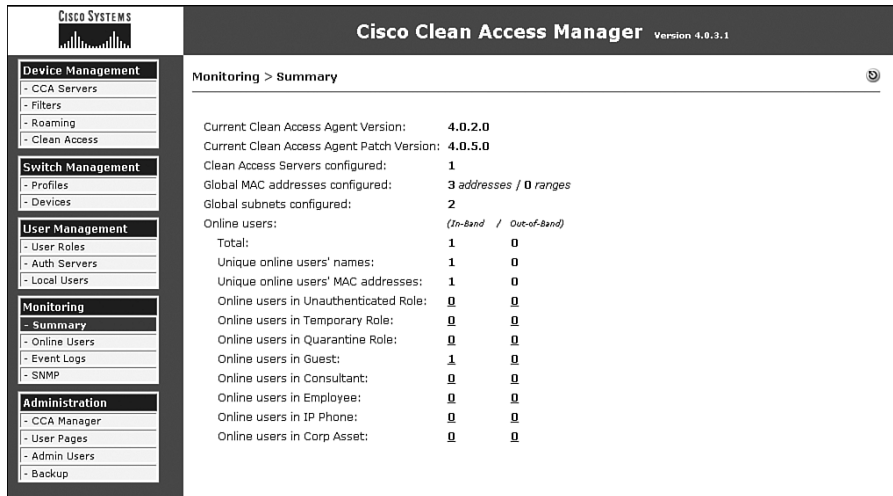 CISCO SYSTEMS
Cisco Clean Access Manager Version 4.0.3.1
Device Management
- CCA Servers
- Filters
- Roaming
- Clean Access
Switch Management
- Profiles
- Devices
User Management
- User Roles
- Auth Servers
- Local Users
Monitoring
- Summary
- Online Users
- Event Logs
- SNMP
Administration
- CCA Manager
- User Pages
- Admin Users
- Backup
Monitoring > Summary
Current Clean Access Agent Version: 4.0.2.0
Current Clean Access Agent Patch Version: 4.0.5.0
Clean Access Servers configured: 1
Global MAC addresses configured: 3 addresses / 0 ranges
Global subnets configured: 2
Online users: (In-Band / Out-of-Band)
Total: 1 0
Unique online users' names: 1 0
Unique online users' MAC addresses: 1 0
Online users in Unauthenticated Role: 0 0
Online users in Temporary Role: 0 0
Online users in Quarantine Role: 0 0
Online users in Guest: 1 0
Online users in Consultant: 0 0
Online users in Employee: 0 0
Online users in IP Phone: 0 0
Online users in Corp Asset: 0 0